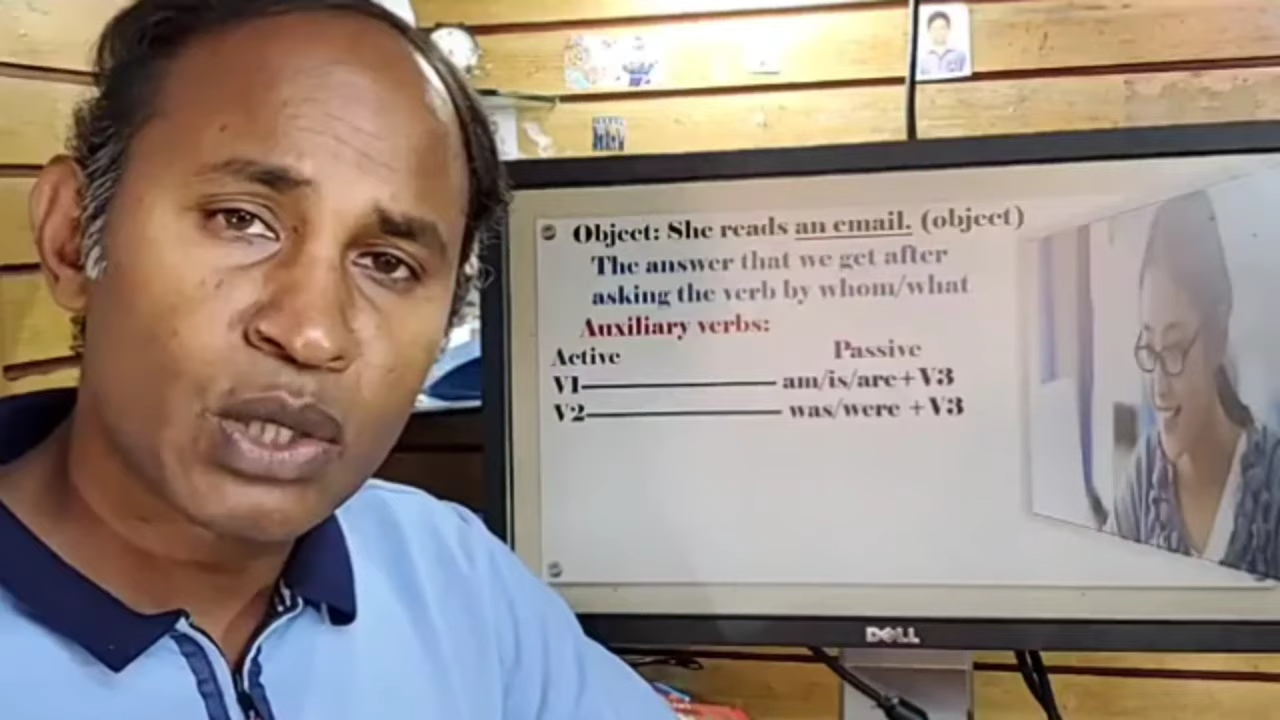 Object: She reads an email. (object)
The answer that we get after
asking the verb by whom/what
Auxiliary verbs:
Active Passive
V1 am/is/are+V3
V2 was/were +V3
DELL